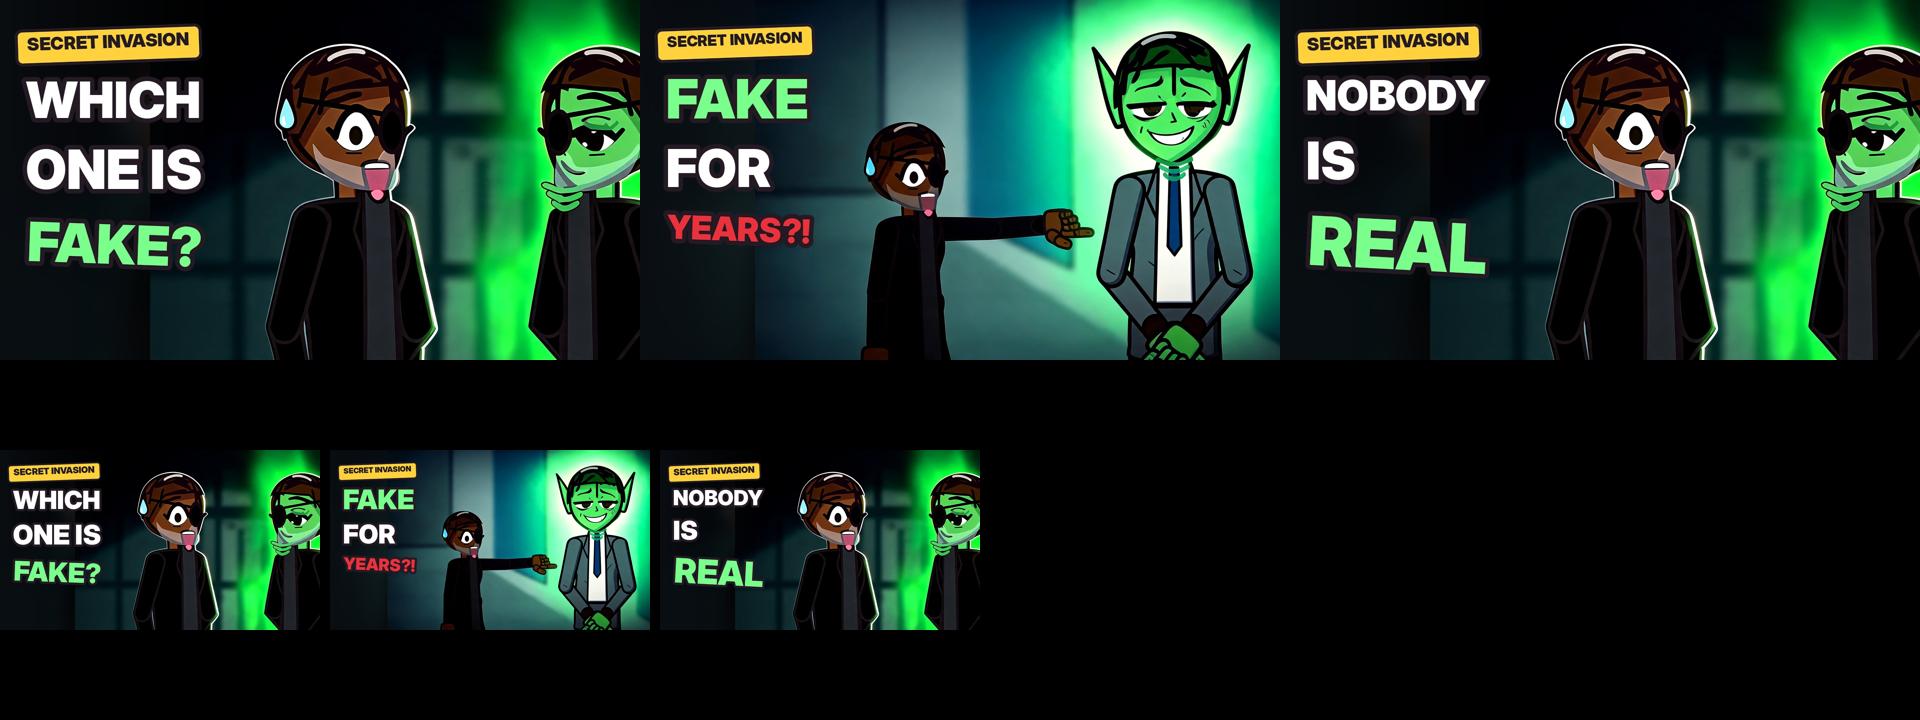 SECRET INVASION
WHICH
ONE IS
FAKE?
SECRET INVASION
FAKE
FOR
YEARS?!
SECRET INVASION
NOBODY
IS
REAL
SECRET INVASION
WHICH
ONE IS
FAKE?
SECRET INVASION
FAKE
FOR
YEARS?!
SECRET INVASION
NOBODY
IS
REAL